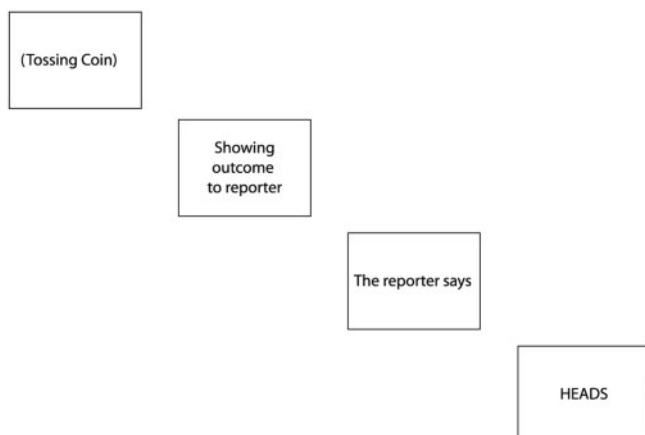 (Tossing Coin)
Showing
outcome
to reporter
The reporter says
HEADS